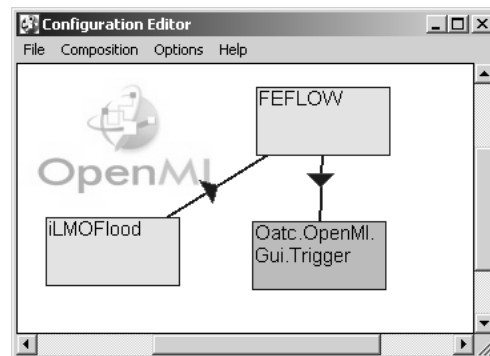 Configuration Editor
File Composition Options Help
FEFLOW
OpenMI
iLMOFlood
Oatc.OpenMI.
Gui.Trigger